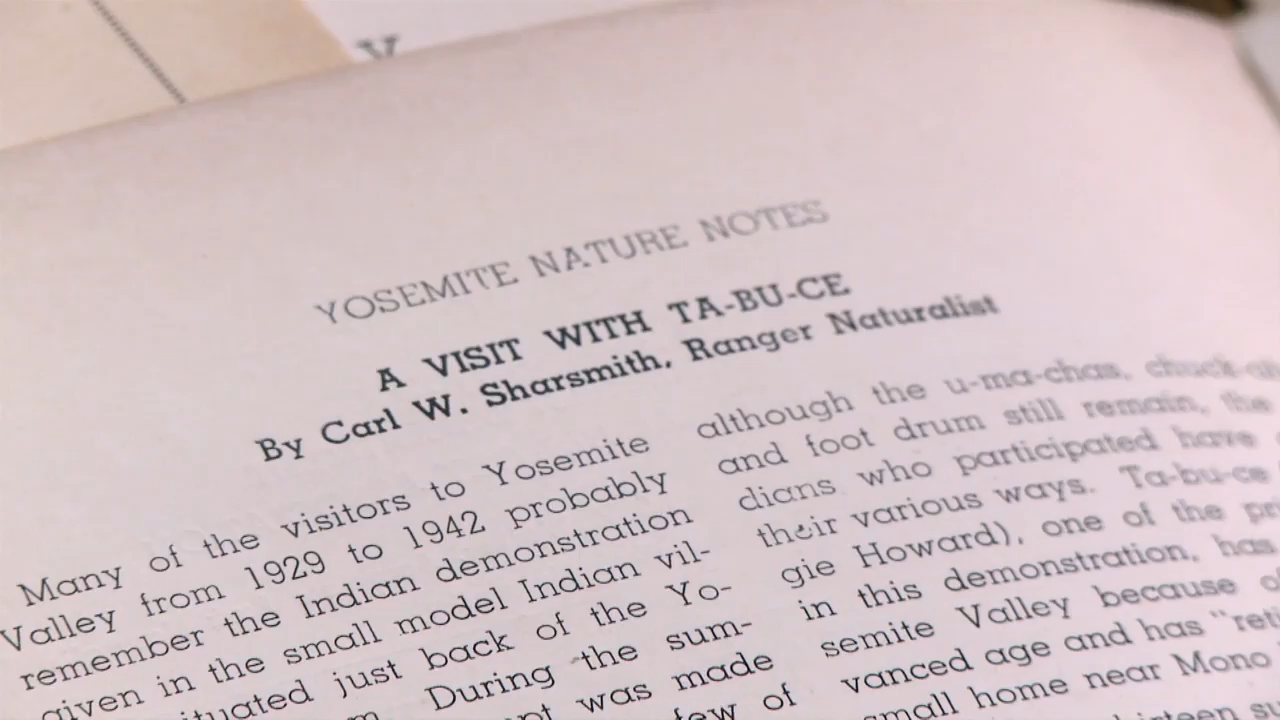 Y
YOSEMITE NATURE NOTES
A VISIT WITH TA-BU-CE
By Carl W. Sharsmith, Ranger Naturalist
Many of the visitors to Yosemite
Valley from 1929 to 1942 probably
remember the Indian demonstration
given in the small model Indian vil-
just back of the Yo-
During the sum-
was made
few of
although the u-ma-chas,
and foot drum still remain, the
dians who participated have
their various ways. Ta-bu-ce
gie Howard), one of the
in this demonstration, has
semite Valley because
vanced age and has
small home near Mono